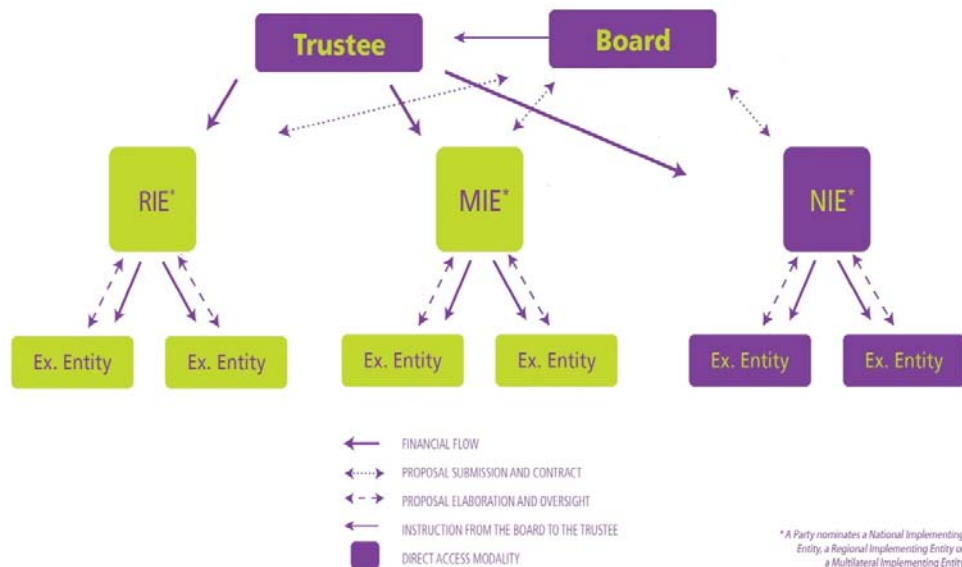 Trustee
Board
RIE*
MIE*
NIE*
Ex. Entity
Ex. Entity
Ex. Entity
Ex. Entity
Ex. Entity
Ex. Entity
FINANCIAL FLOW
PROPOSAL SUBMISSION AND CONTRACT
PROPOSAL ELABORATION AND OVERSIGHT
INSTRUCTION FROM THE BOARD TO THE TRUSTEE
DIRECT ACCESS MODALITY
* A Party nominates a National Implementing
Entity, a Regional Implementing Entity or
a Multilateral Implementing Entity